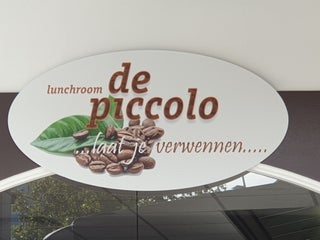 lunchroom de
piccolo
...laat je verwennen.....